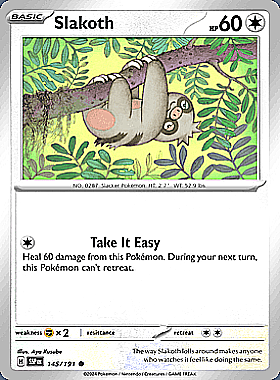 BASIC
Slakoth
HP 60
NO. 0287 Slacker Pokémon HT: 2'7" WT: 52.9 lbs.
Take It Easy
Heal 60 damage from this Pokémon. During your next turn,
this Pokémon can't retreat.
weakness ×2 resistance retreat
Illus. Aya Kusube
H SSP EN 145/191
The way Slakoth lolls around makes anyone
who watches it feel like doing the same.
©2024 Pokémon / Nintendo / Creatures / GAME FREAK